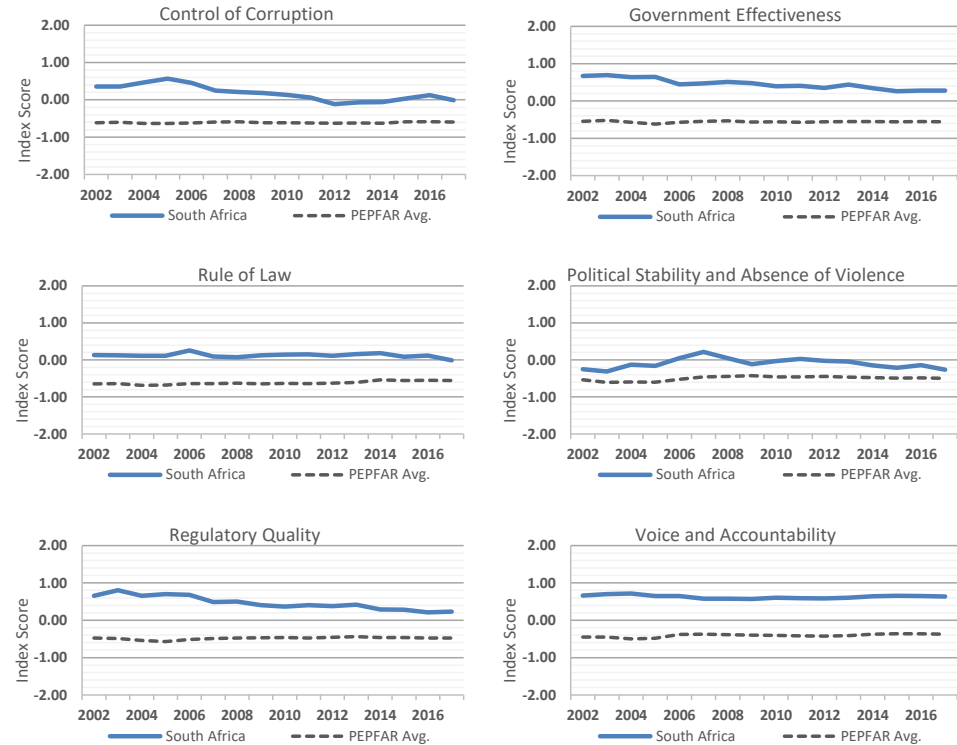 Control of Corruption
2.00
1.00
0.00
-1.00
-2.00
Index Score
2002 2004 2006 2008 2010 2012 2014 2016
South Africa PEPFAR Avg.
Government Effectiveness
2.00
1.00
0.00
-1.00
-2.00
Index Score
2002 2004 2006 2008 2010 2012 2014 2016
South Africa PEPFAR Avg.
Rule of Law
2.00
1.00
0.00
-1.00
-2.00
Index Score
2002 2004 2006 2008 2010 2012 2014 2016
South Africa PEPFAR Avg.
Political Stability and Absence of Violence
2.00
1.00
0.00
-1.00
-2.00
Index Score
2002 2004 2006 2008 2010 2012 2014 2016
South Africa PEPFAR Avg.
Regulatory Quality
2.00
1.00
0.00
-1.00
-2.00
Index Score
2002 2004 2006 2008 2010 2012 2014 2016
South Africa PEPFAR Avg.
Voice and Accountability
2.00
1.00
0.00
-1.00
-2.00
Index Score
2002 2004 2006 2008 2010 2012 2014 2016
South Africa PEPFAR Avg.